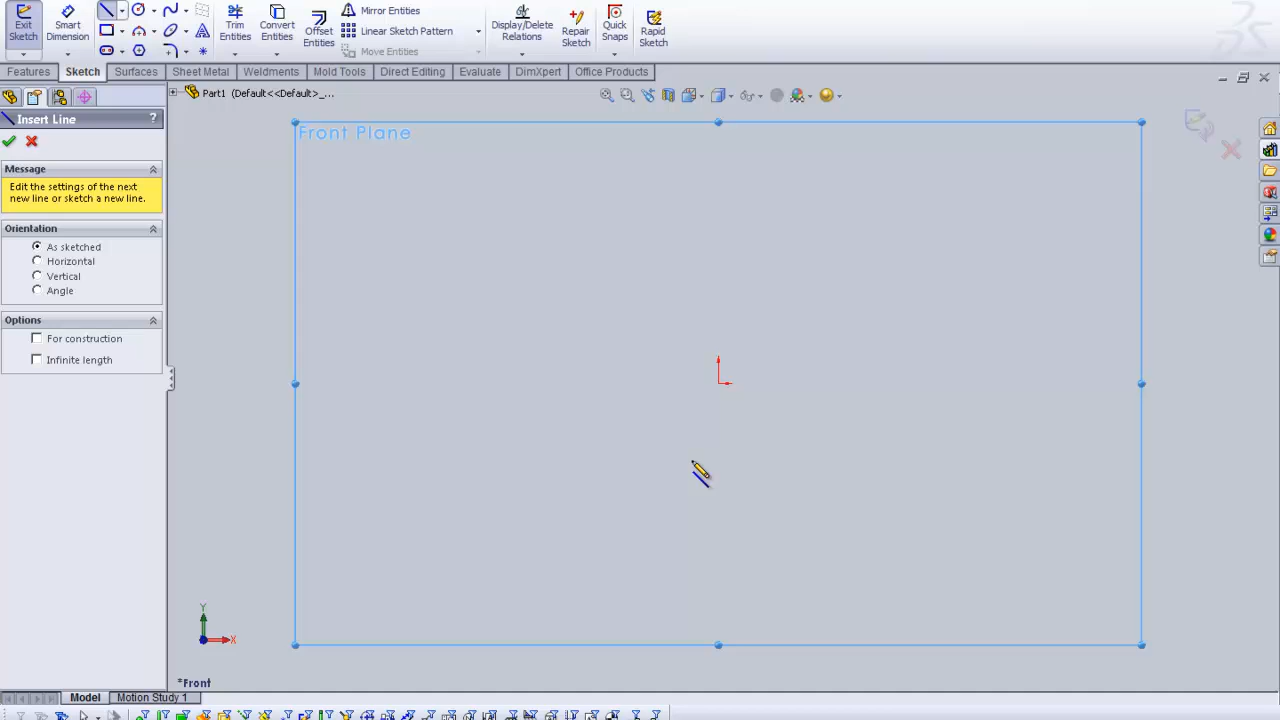 Exit Sketch
Smart Dimension
Trim Entities
Convert Entities
Offset Entities
Mirror Entities
Linear Sketch Pattern
Move Entities
Display/Delete Relations
Repair Sketch
Quick Snaps
Rapid Sketch
Features
Sketch
Surfaces
Sheet Metal
Weldments
Mold Tools
Direct Editing
Evaluate
DimXpert
Office Products
Part1 (Default<<Default>_...
Insert Line
?
Message
Edit the settings of the next
new line or sketch a new line.
Orientation
As sketched
Horizontal
Vertical
Angle
Options
For construction
Infinite length
Front Plane
Y
X
*Front
Model
Motion Study 1